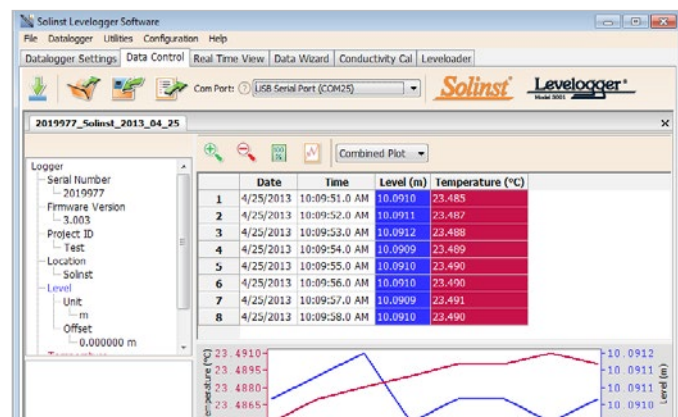 Solinst Levelogger Software
File Datalogger Utilities Configuration Help
Datalogger Settings Data Control Real Time View Data Wizard Conductivity Cal Leveloader
Com Port: USB Serial Port (COM25) Solinst Levelogger
Model 3001
2019977_Solinst_2013_04_25
Combined Plot
Logger
Serial Number
2019977
Firmware Version
3.003
Project ID
Test
Location
Solinst
Level
Unit
m
Offset
0.000000 m
Temperature
Date Time Level (m) Temperature (°C)
1 4/25/2013 10:09:51.0 AM 10.0910 23.485
2 4/25/2013 10:09:52.0 AM 10.0911 23.487
3 4/25/2013 10:09:53.0 AM 10.0912 23.488
4 4/25/2013 10:09:54.0 AM 10.0909 23.489
5 4/25/2013 10:09:55.0 AM 10.0910 23.490
6 4/25/2013 10:09:56.0 AM 10.0910 23.490
7 4/25/2013 10:09:57.0 AM 10.0909 23.491
8 4/25/2013 10:09:58.0 AM 10.0910 23.490
23.4910
23.4895
23.4880
23.4865
emperature (°C)
10.0912
10.0911
10.0911
10.0910
Level (m)